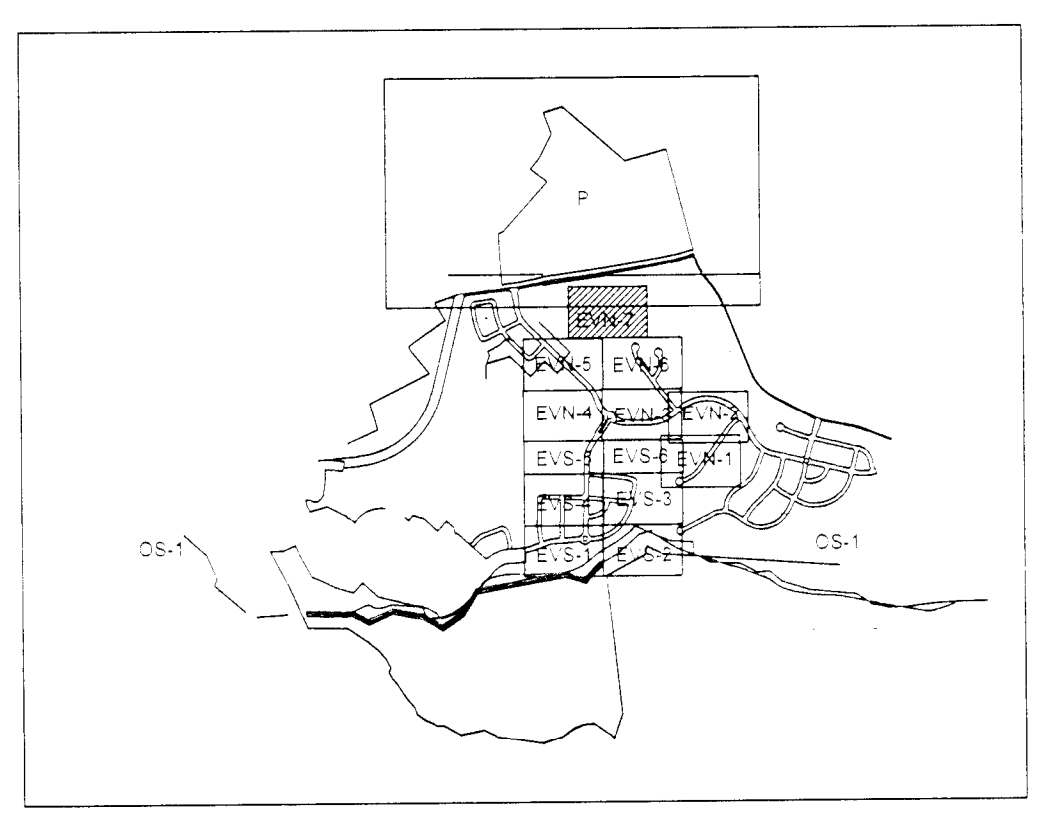 P
EVN-7
EVN-5 EVN-6
EVN-4 EVN-3 EVN-2
EVS-5 EVS-6 EVN-1
EVS-4 EVS-3
OS-1 EVS-1 EVS-2 OS-1